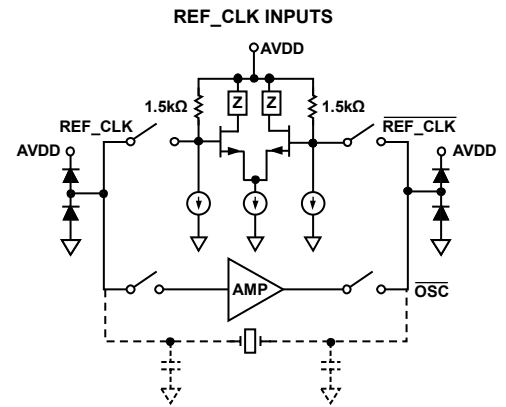 REF_CLK INPUTS
AVDD
1.5kΩ
Z
Z
1.5kΩ
REF_CLK
REF_CLK
AVDD
AVDD
AMP
OSC